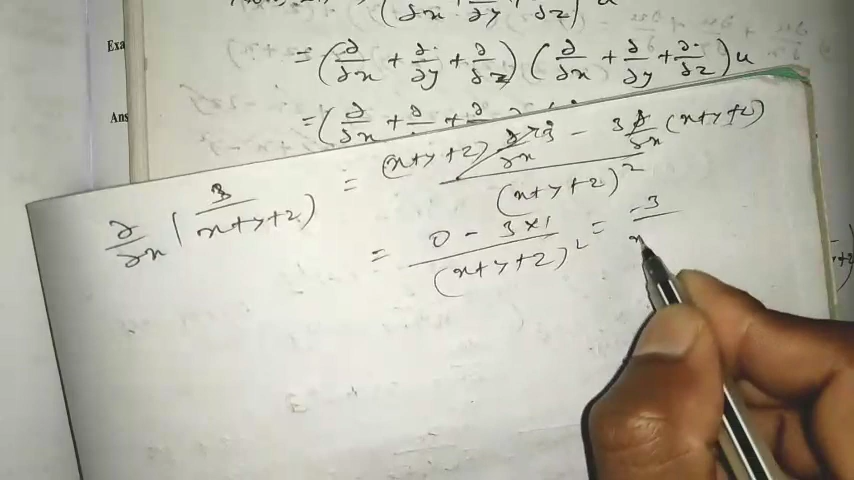 Exa
= (∂/∂x + ∂/∂y + ∂/∂z) (∂/∂x + ∂/∂y + ∂/∂z) u
Ans
= (∂/∂x + ∂/ + ∂
∂/∂x (3/(x+y+z)) = ((x+y+z) ∂/∂x 3 - 3 ∂/∂x (x+y+z))/(x+y+z)²
= (0 - 3×1)/(x+y+z)² = -3/x